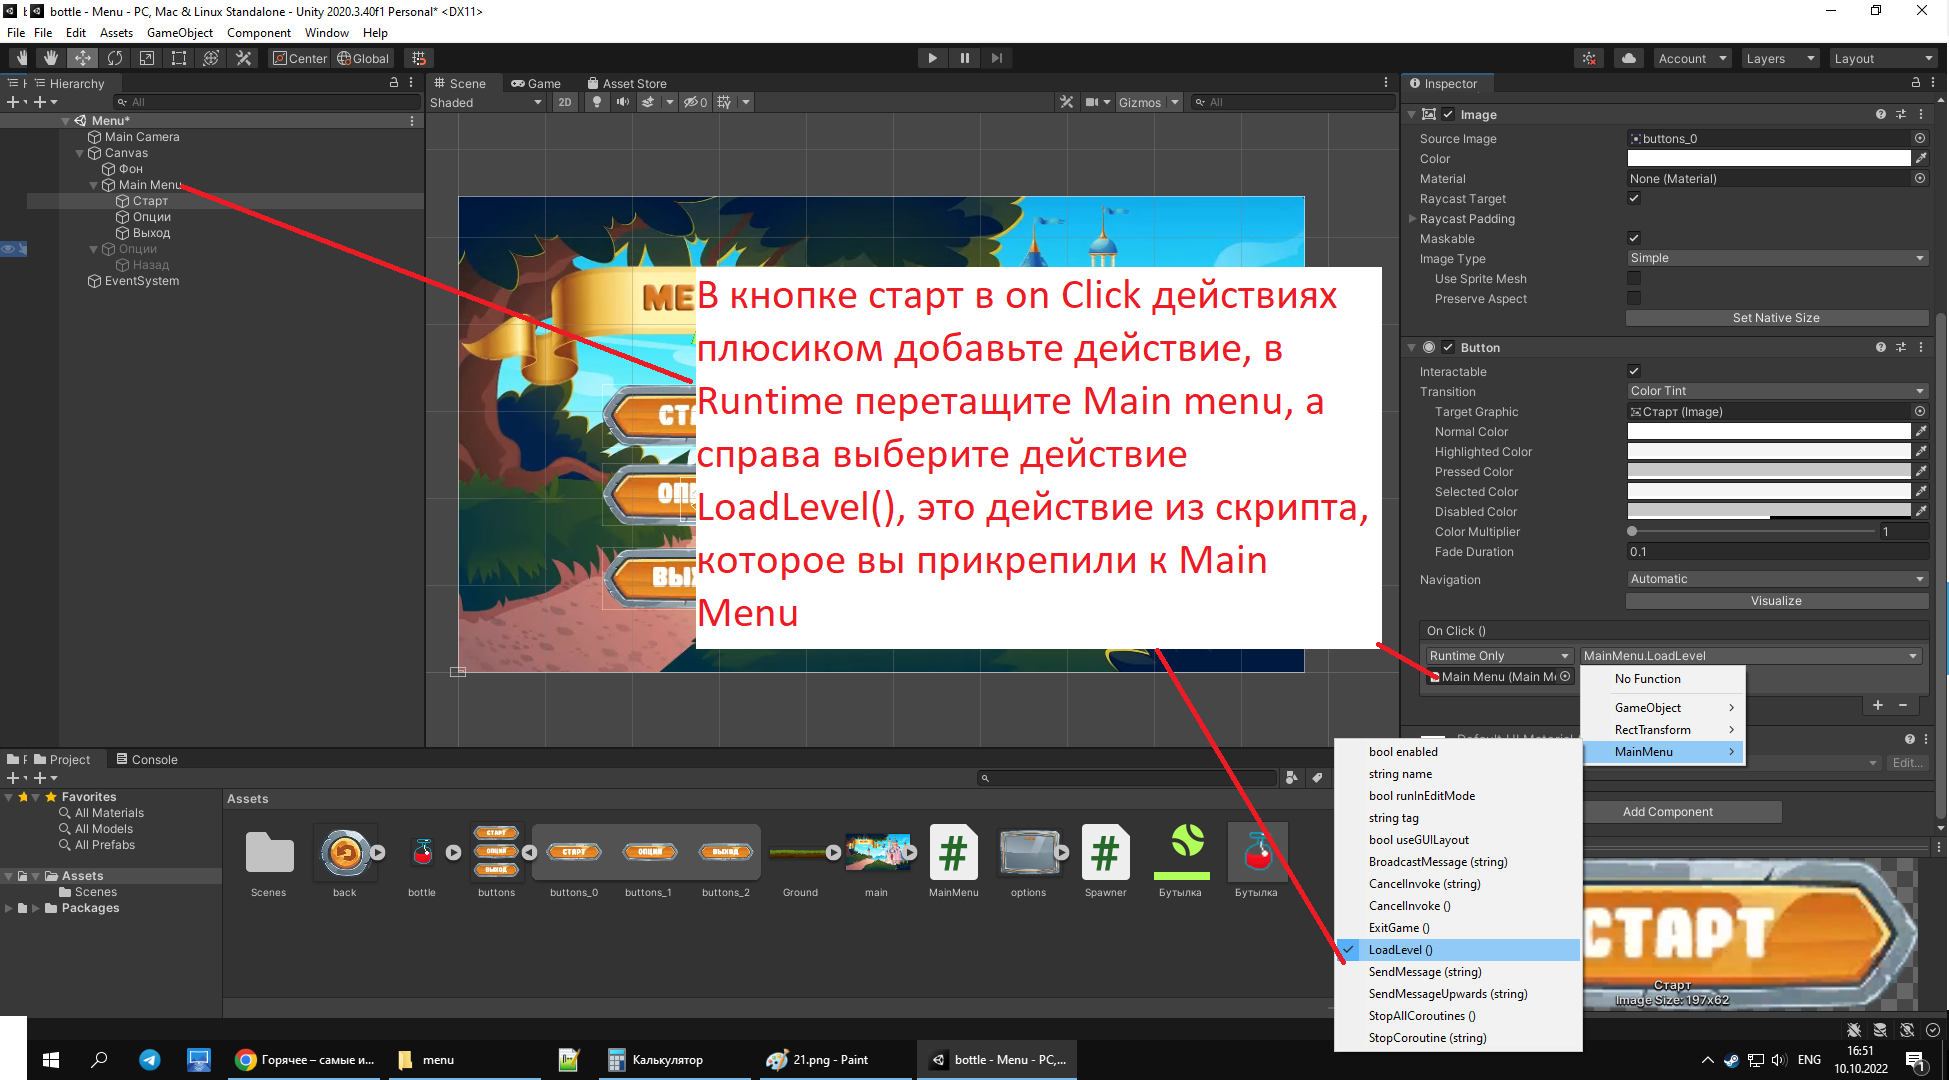 bottle - Menu - PC, Mac & Linux Standalone - Unity 2020.3.40f1 Personal* <DX11>
File File Edit Assets GameObject Component Window Help
Center Global
Account Layers Layout
Hierarchy
All
Menu*
Main Camera
Canvas
Фон
Main Menu
Старт
Опции
Выход
Опции
Назад
EventSystem
Scene Game Asset Store
Shaded 2D 0 Gizmos All
В кнопке старт в on Click действиях
плюсиком добавьте действие, в
Runtime перетащите Main menu, а
справа выберите действие
LoadLevel(), это действие из скрипта,
которое вы прикрепили к Main
Menu
Inspector
Image
Source Image buttons_0
Color
Material None (Material)
Raycast Target
Raycast Padding
Maskable
Image Type Simple
Use Sprite Mesh
Preserve Aspect
Set Native Size
Button
Interactable
Transition Color Tint
Target Graphic Старт (Image)
Normal Color
Highlighted Color
Pressed Color
Selected Color
Disabled Color
Color Multiplier 1
Fade Duration 0.1
Navigation Automatic
Visualize
On Click ()
Runtime Only MainMenu.LoadLevel
Main Menu (Main M
No Function
GameObject
RectTransform
MainMenu
Edit...
Add Component
bool enabled
string name
bool runInEditMode
string tag
bool useGUILayout
BroadcastMessage (string)
CancelInvoke (string)
CancelInvoke ()
ExitGame ()
LoadLevel ()
SendMessage (string)
SendMessageUpwards (string)
StopAllCoroutines ()
StopCoroutine (string)
СТАРТ
Старт
Image Size: 197x62
Project Console
Favorites
All Materials
All Models
All Prefabs
Assets
Scenes
Packages
Assets
СТАРТ
ОПЦИИ
ВЫХОД
СТАРТ ОПЦИИ ВЫХОД
Scenes back bottle buttons buttons_0 buttons_1 buttons_2 Ground main MainMenu options Spawner Бутылка Бутылка
Горячее – самые и... menu Калькулятор 21.png - Paint bottle - Menu - PC,...
ENG
16:51
10.10.2022
1